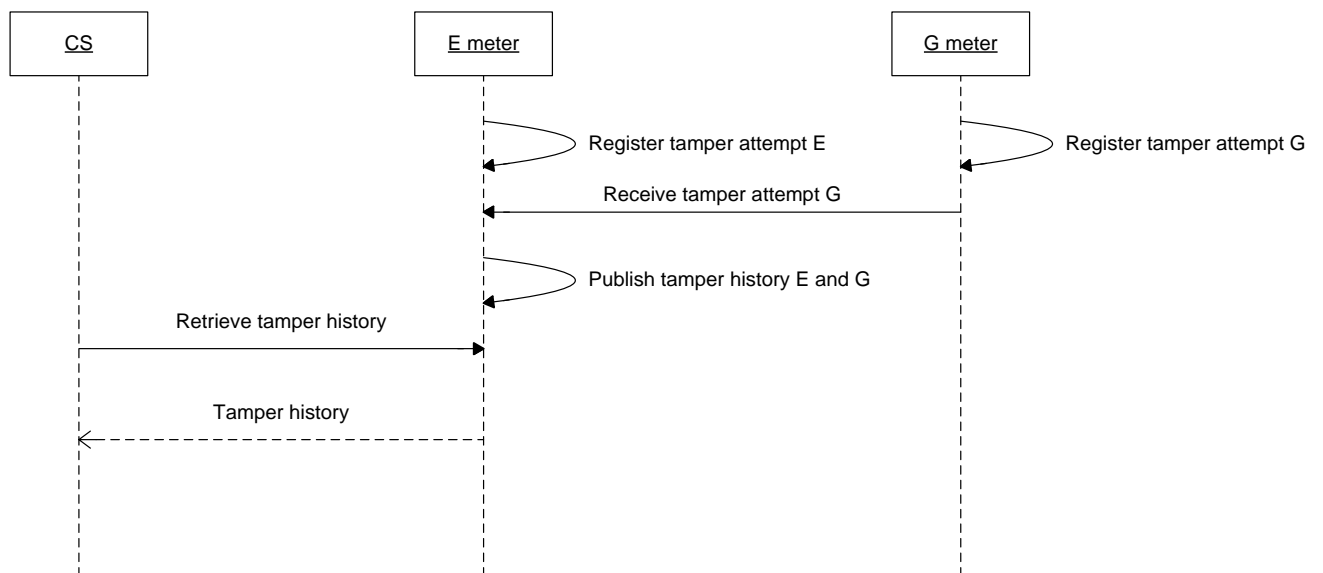 CS
E meter
G meter
Register tamper attempt E
Register tamper attempt G
Receive tamper attempt G
Publish tamper history E and G
Retrieve tamper history
Tamper history